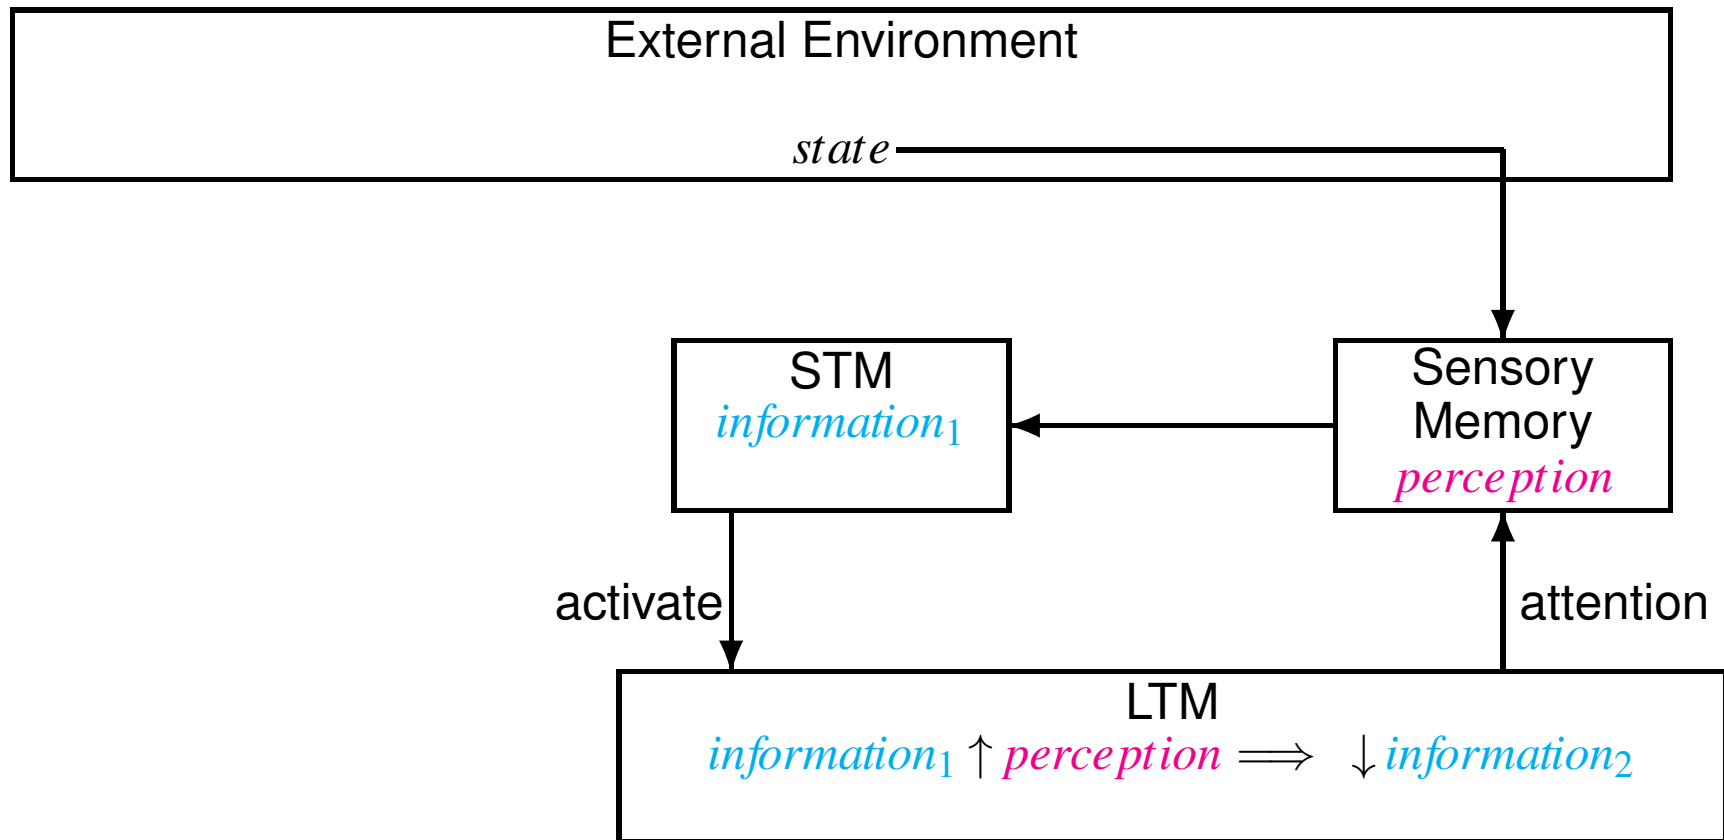 External Environment
state
STM
information₁
Sensory
Memory
perception
activate
attention
LTM
information₁ ↑ perception ⟹ ↓ information₂